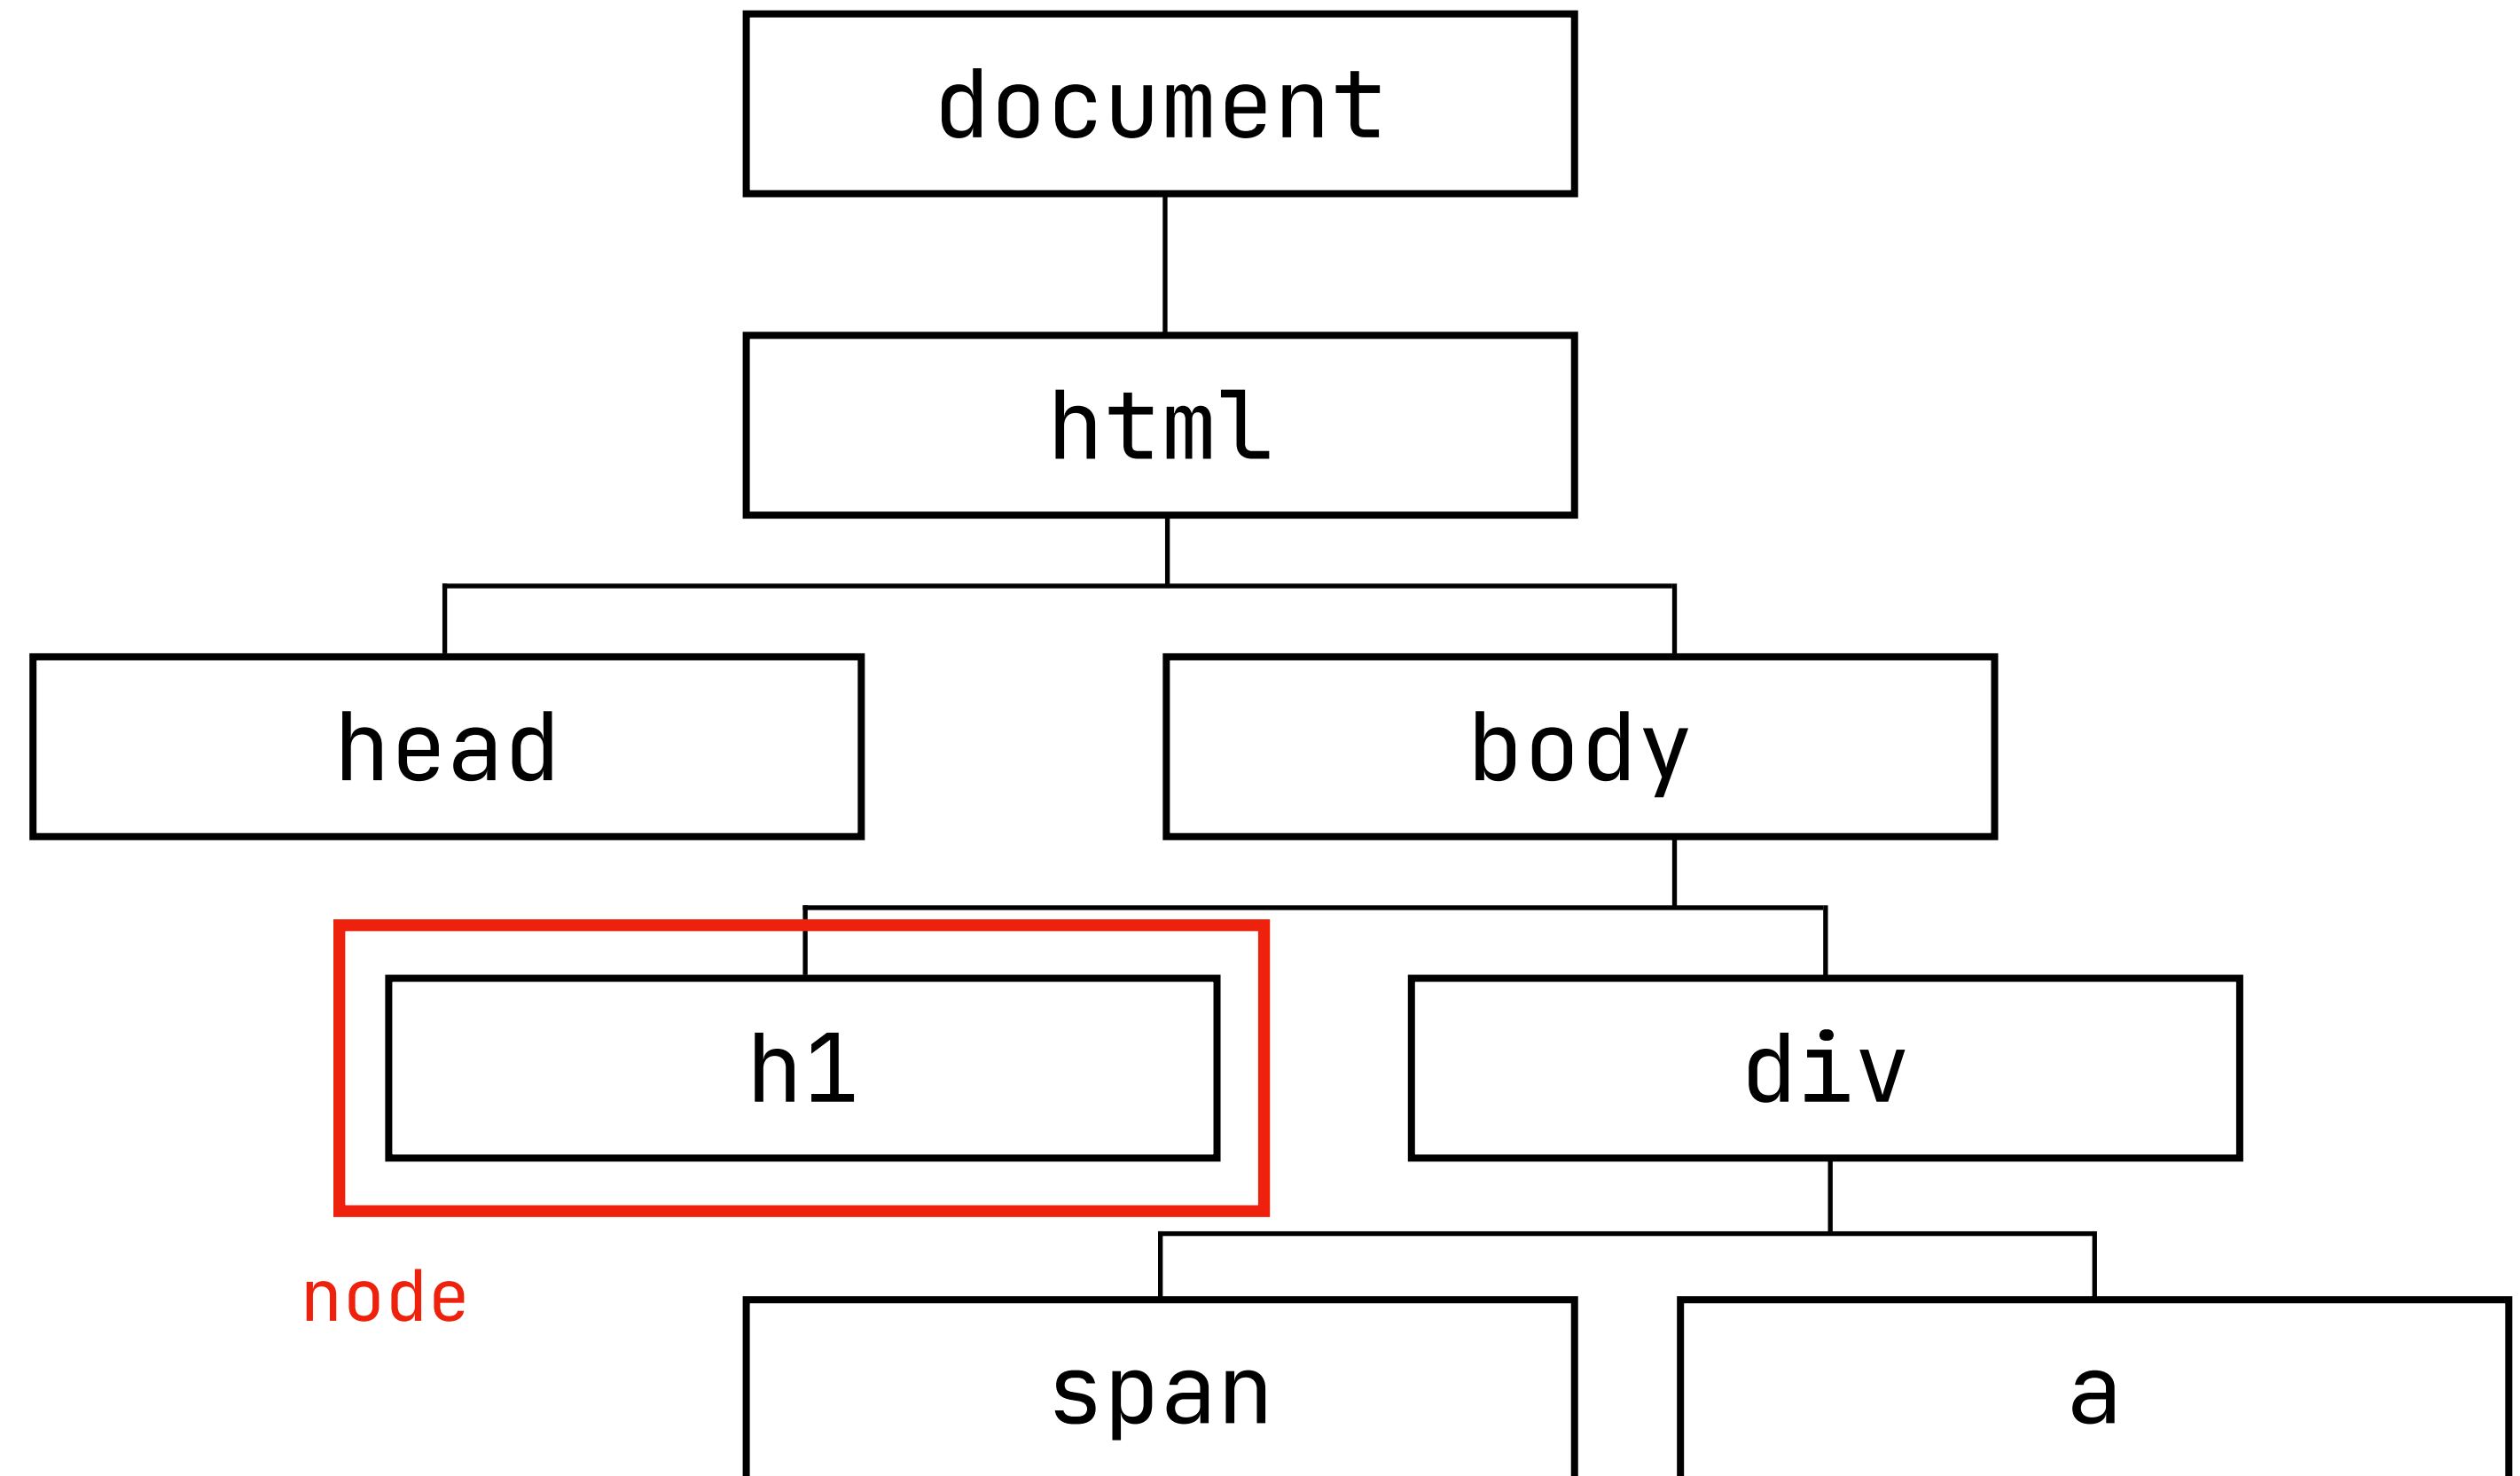 document
html
head
body
h1
div
node
span
a